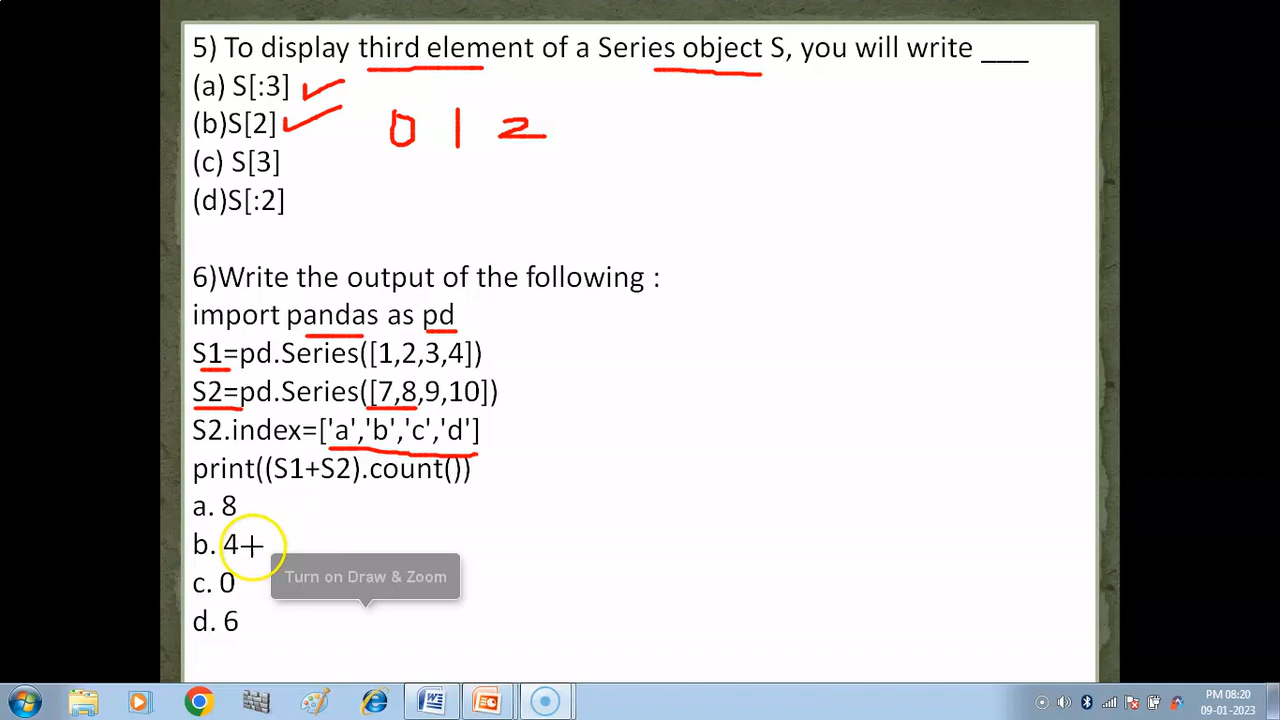 5) To display third element of a Series object S, you will write ___
(a) S[:3]
(b)S[2]
0 1 2
(c) S[3]
(d)S[:2]
6)Write the output of the following :
import pandas as pd
S1=pd.Series([1,2,3,4])
S2=pd.Series([7,8,9,10])
S2.index=['a','b','c','d']
print((S1+S2).count())
a. 8
b. 4
c. 0
d. 6
Turn on Draw & Zoom
PM 08:20
09-01-2023